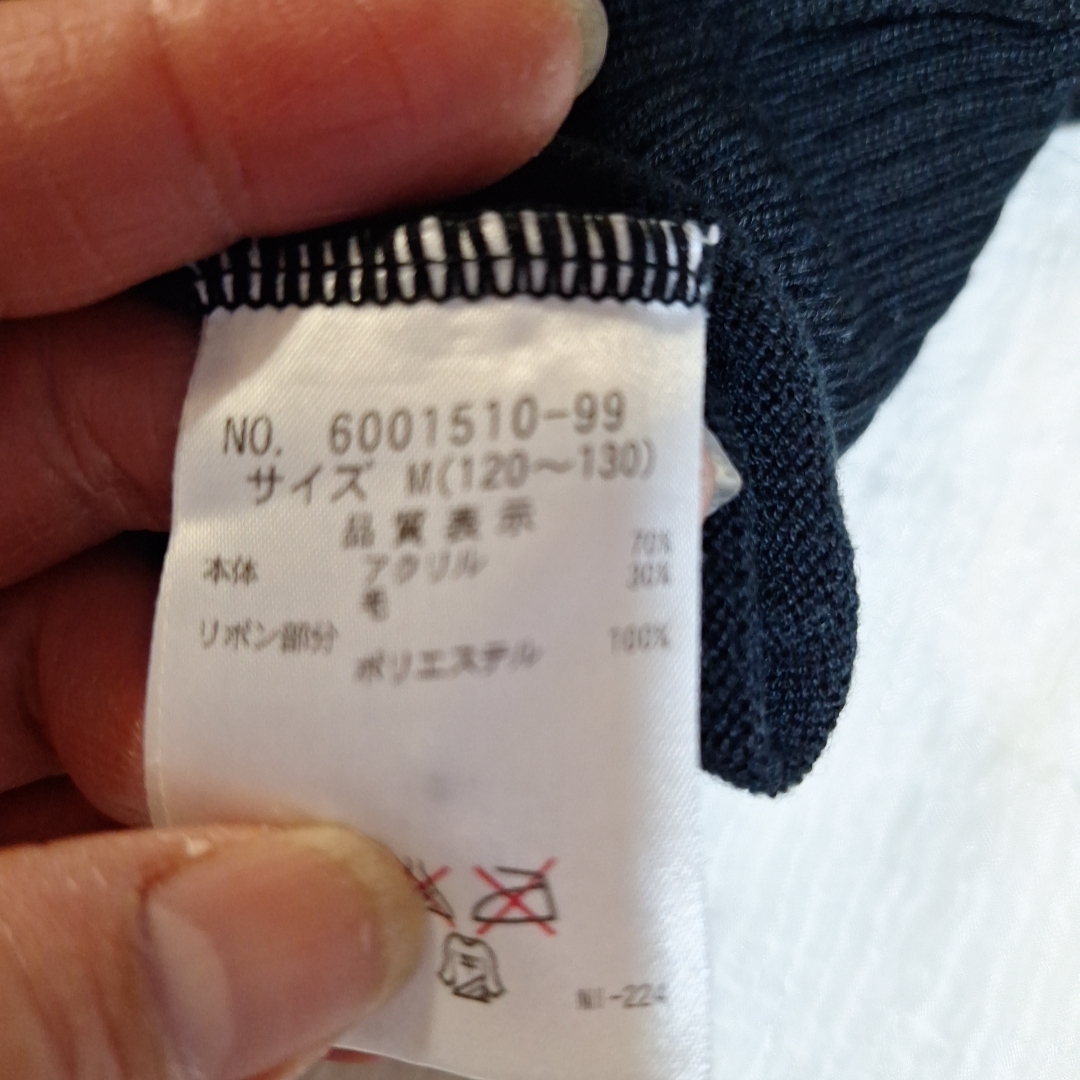 NO. 6001510-99
サイズ M(120～130)
品質表示
本体 アクリル 70%
毛 30%
リボン部分
ポリエステル 100%
NI-224